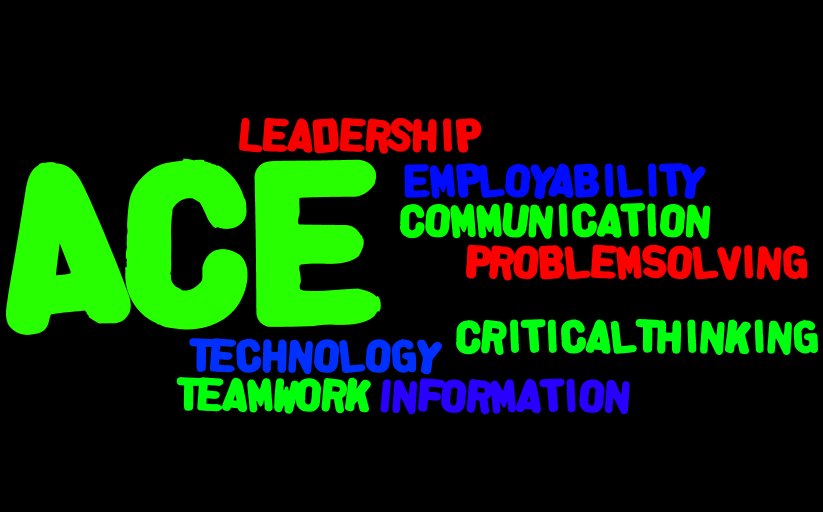 LEADERSHIP
ACE
EMPLOYABILITY
COMMUNICATION
PROBLEMSOLVING
CRITICALTHINKING
TECHNOLOGY
TEAMWORK INFORMATION